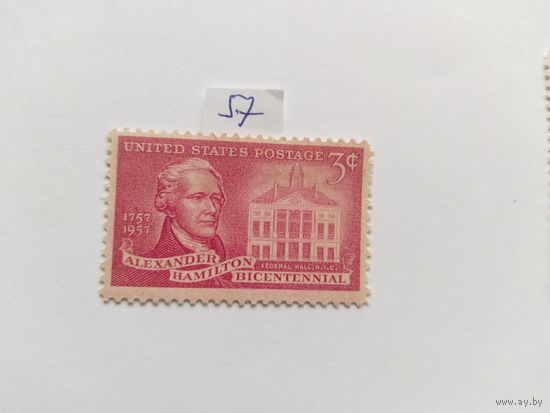 57
UNITED STATES POSTAGE 3¢
1757
1957
ALEXANDER
HAMILTON
BICENTENNIAL
FEDERAL HALL, N.Y.C.
www.ay.by